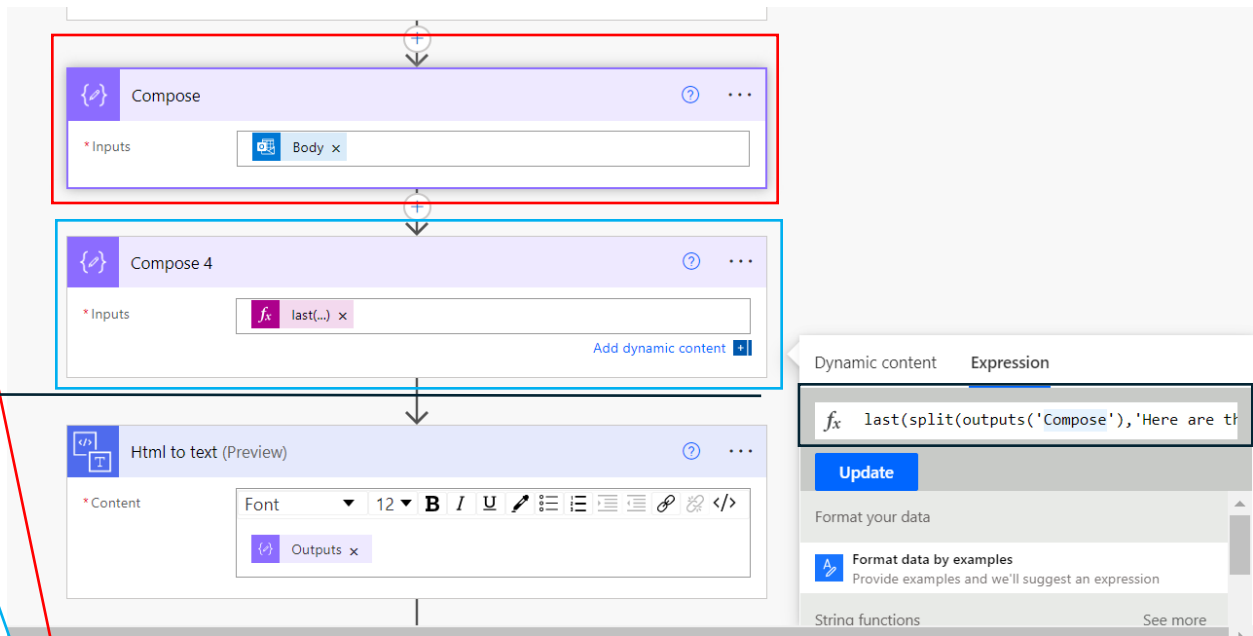 Compose
* Inputs
Body ×
Compose 4
* Inputs
fx last(...) ×
Add dynamic content
Html to text (Preview)
* Content
Font 12 B I U </>
Outputs ×
Dynamic content Expression
fx last(split(outputs('Compose'),'Here are th
Update
Format your data
Format data by examples
Provide examples and we'll suggest an expression
String functions See more